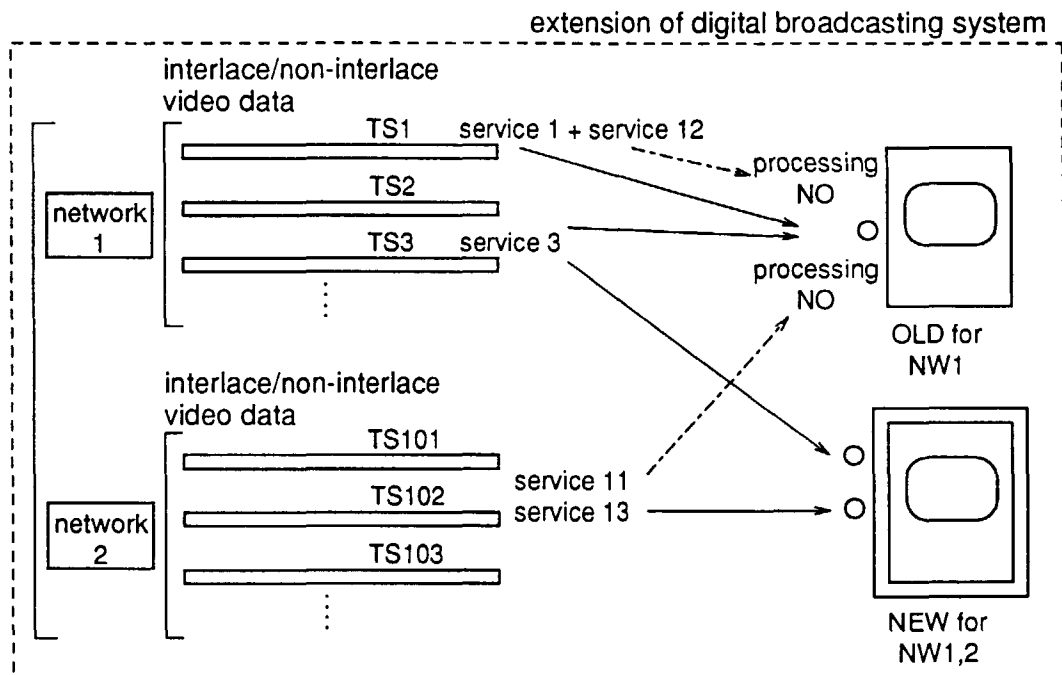 extension of digital broadcasting system
interlace/non-interlace
video data
TS1 service 1 + service 12
processing
NO
TS2
network
1
TS3 service 3
processing
NO
OLD for
NW1
interlace/non-interlace
video data
TS101
service 11
TS102
service 13
network
2
TS103
NEW for
NW1,2